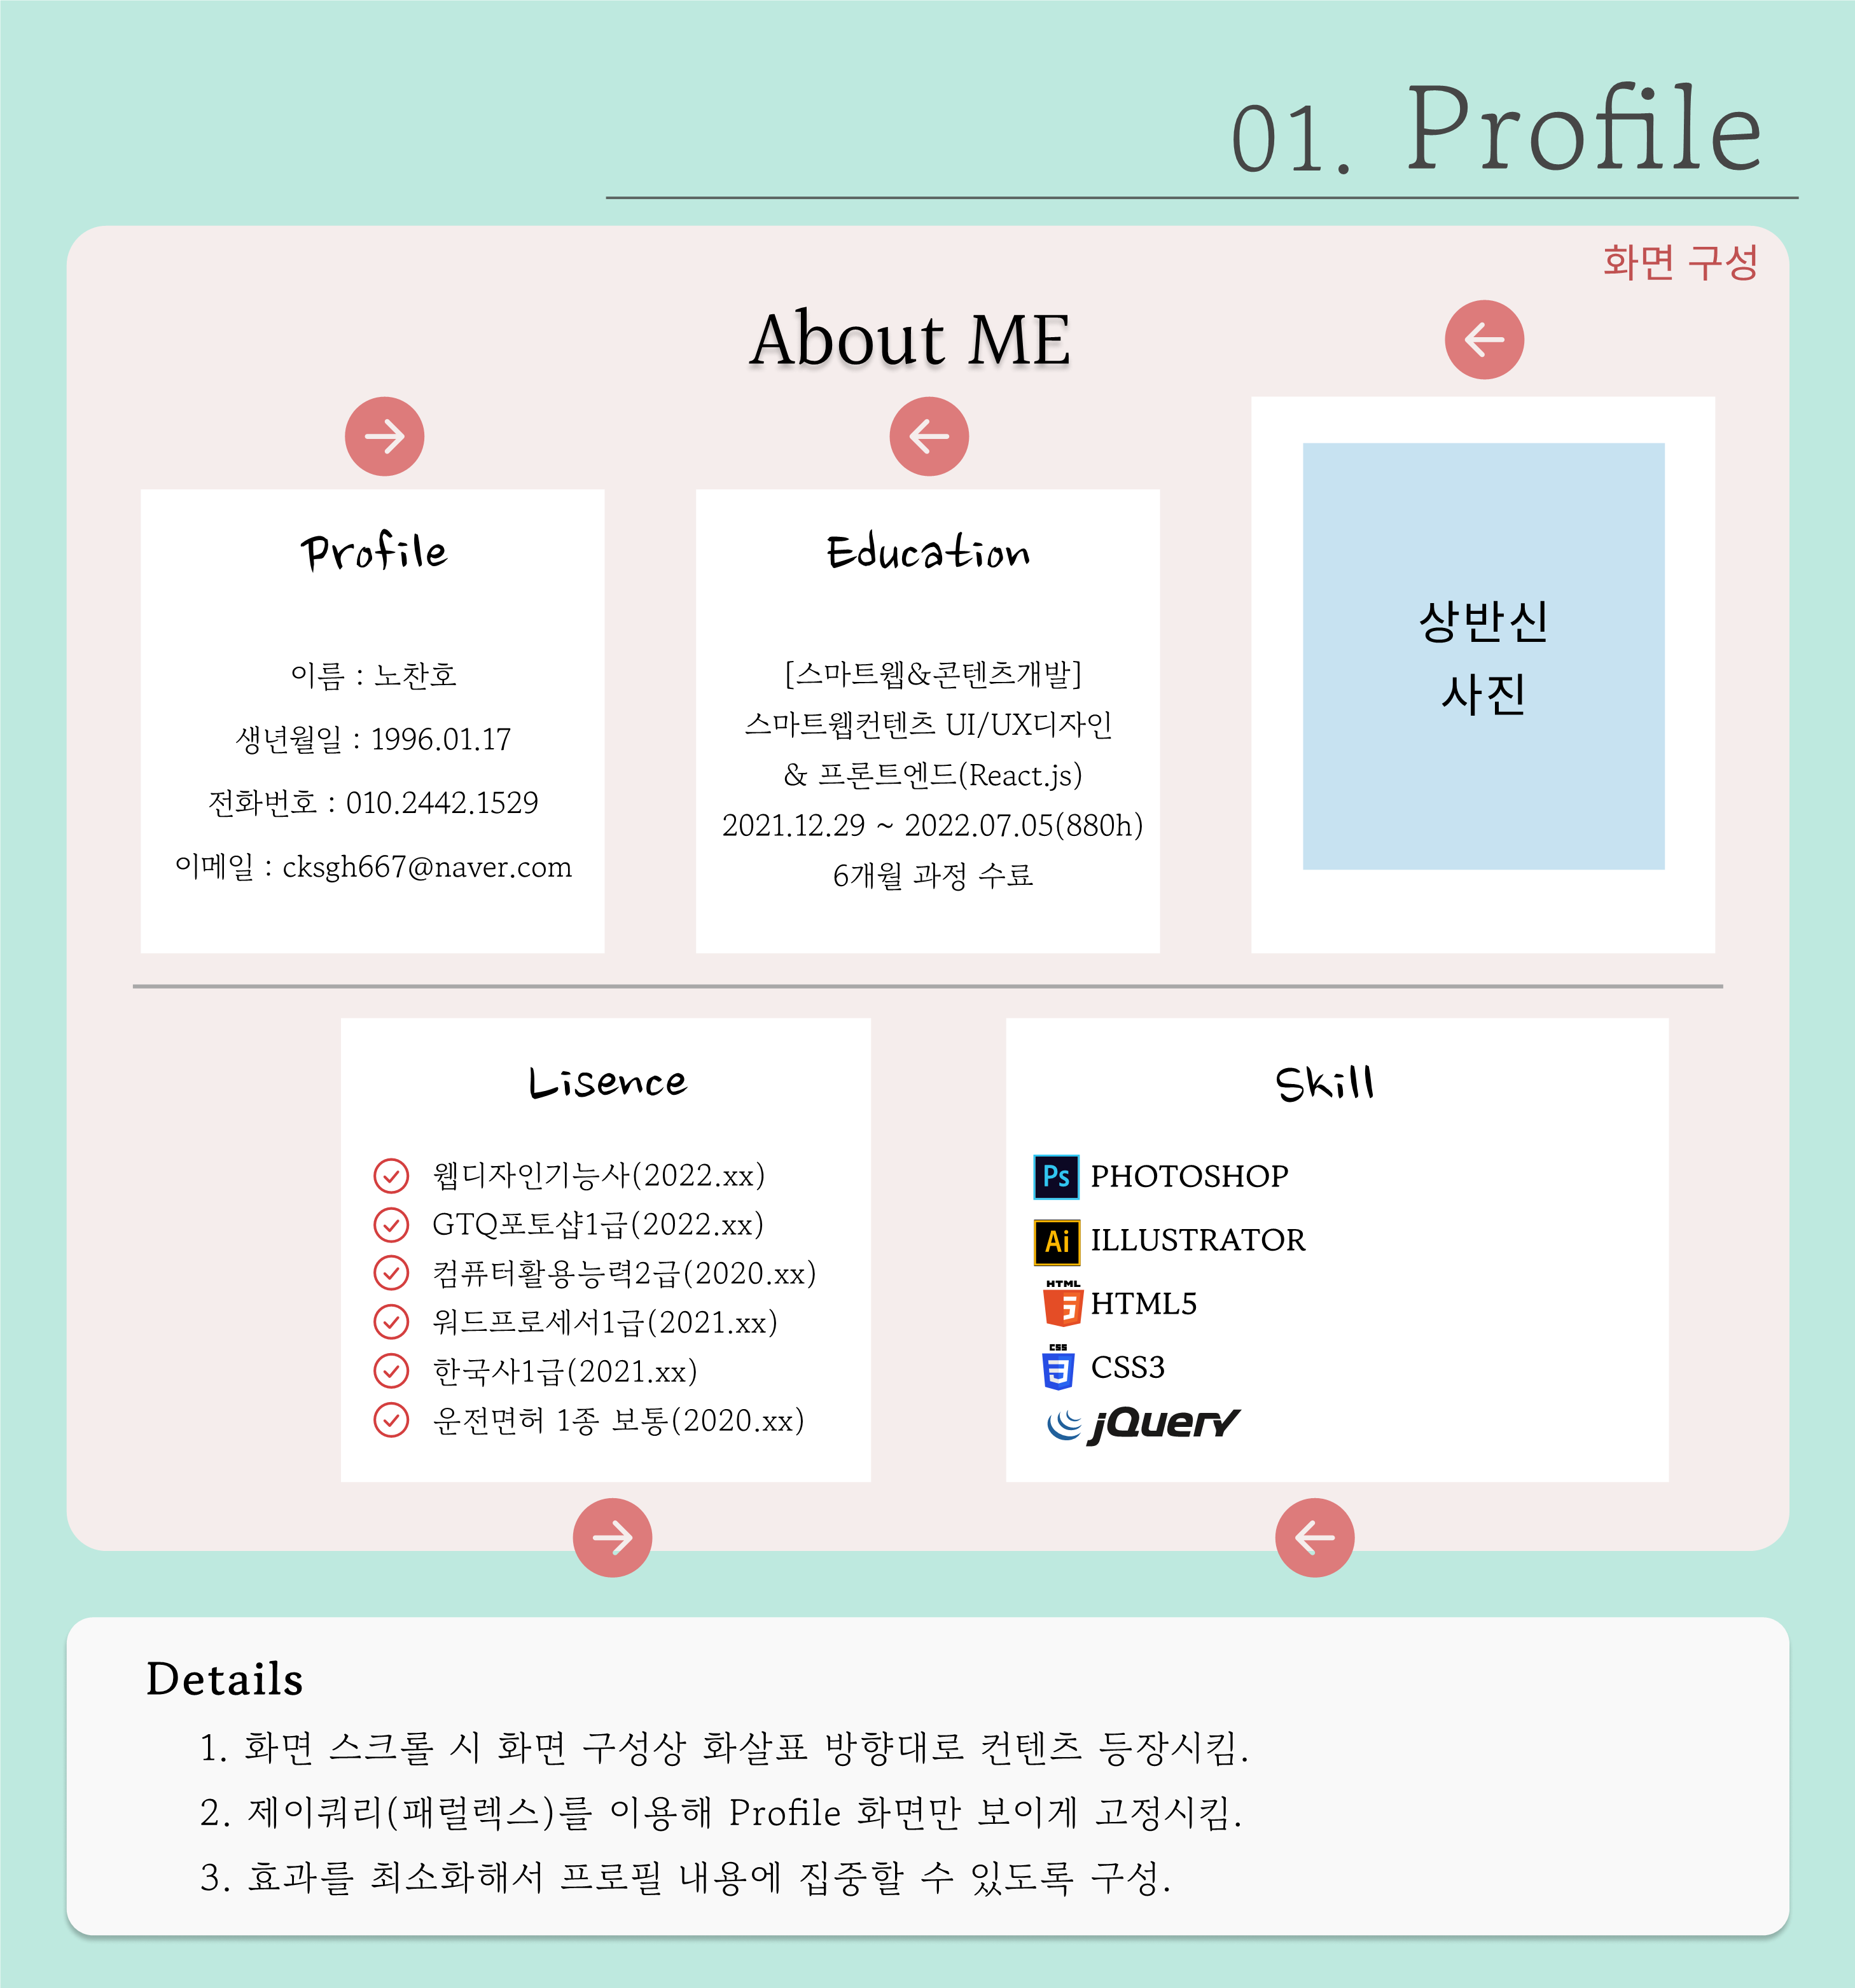 01. Profile
화면 구성
About ME
Profile
이름 : 노찬호
생년월일 : 1996.01.17
전화번호 : 010.2442.1529
이메일 : cksgh667@naver.com
Education
[스마트웹&콘텐츠개발]
스마트웹컨텐츠 UI/UX디자인
& 프론트엔드(React.js)
2021.12.29 ~ 2022.07.05(880h)
6개월 과정 수료
상반신
사진
Lisence
웹디자인기능사(2022.xx)
GTQ포토샵1급(2022.xx)
컴퓨터활용능력2급(2020.xx)
워드프로세서1급(2021.xx)
한국사1급(2021.xx)
운전면허 1종 보통(2020.xx)
Skill
Ps PHOTOSHOP
Ai ILLUSTRATOR
HTML
5 HTML5
CSS
3 CSS3
jQuery
Details
1. 화면 스크롤 시 화면 구성상 화살표 방향대로 컨텐츠 등장시킴.
2. 제이쿼리(패럴렉스)를 이용해 Profile 화면만 보이게 고정시킴.
3. 효과를 최소화해서 프로필 내용에 집중할 수 있도록 구성.